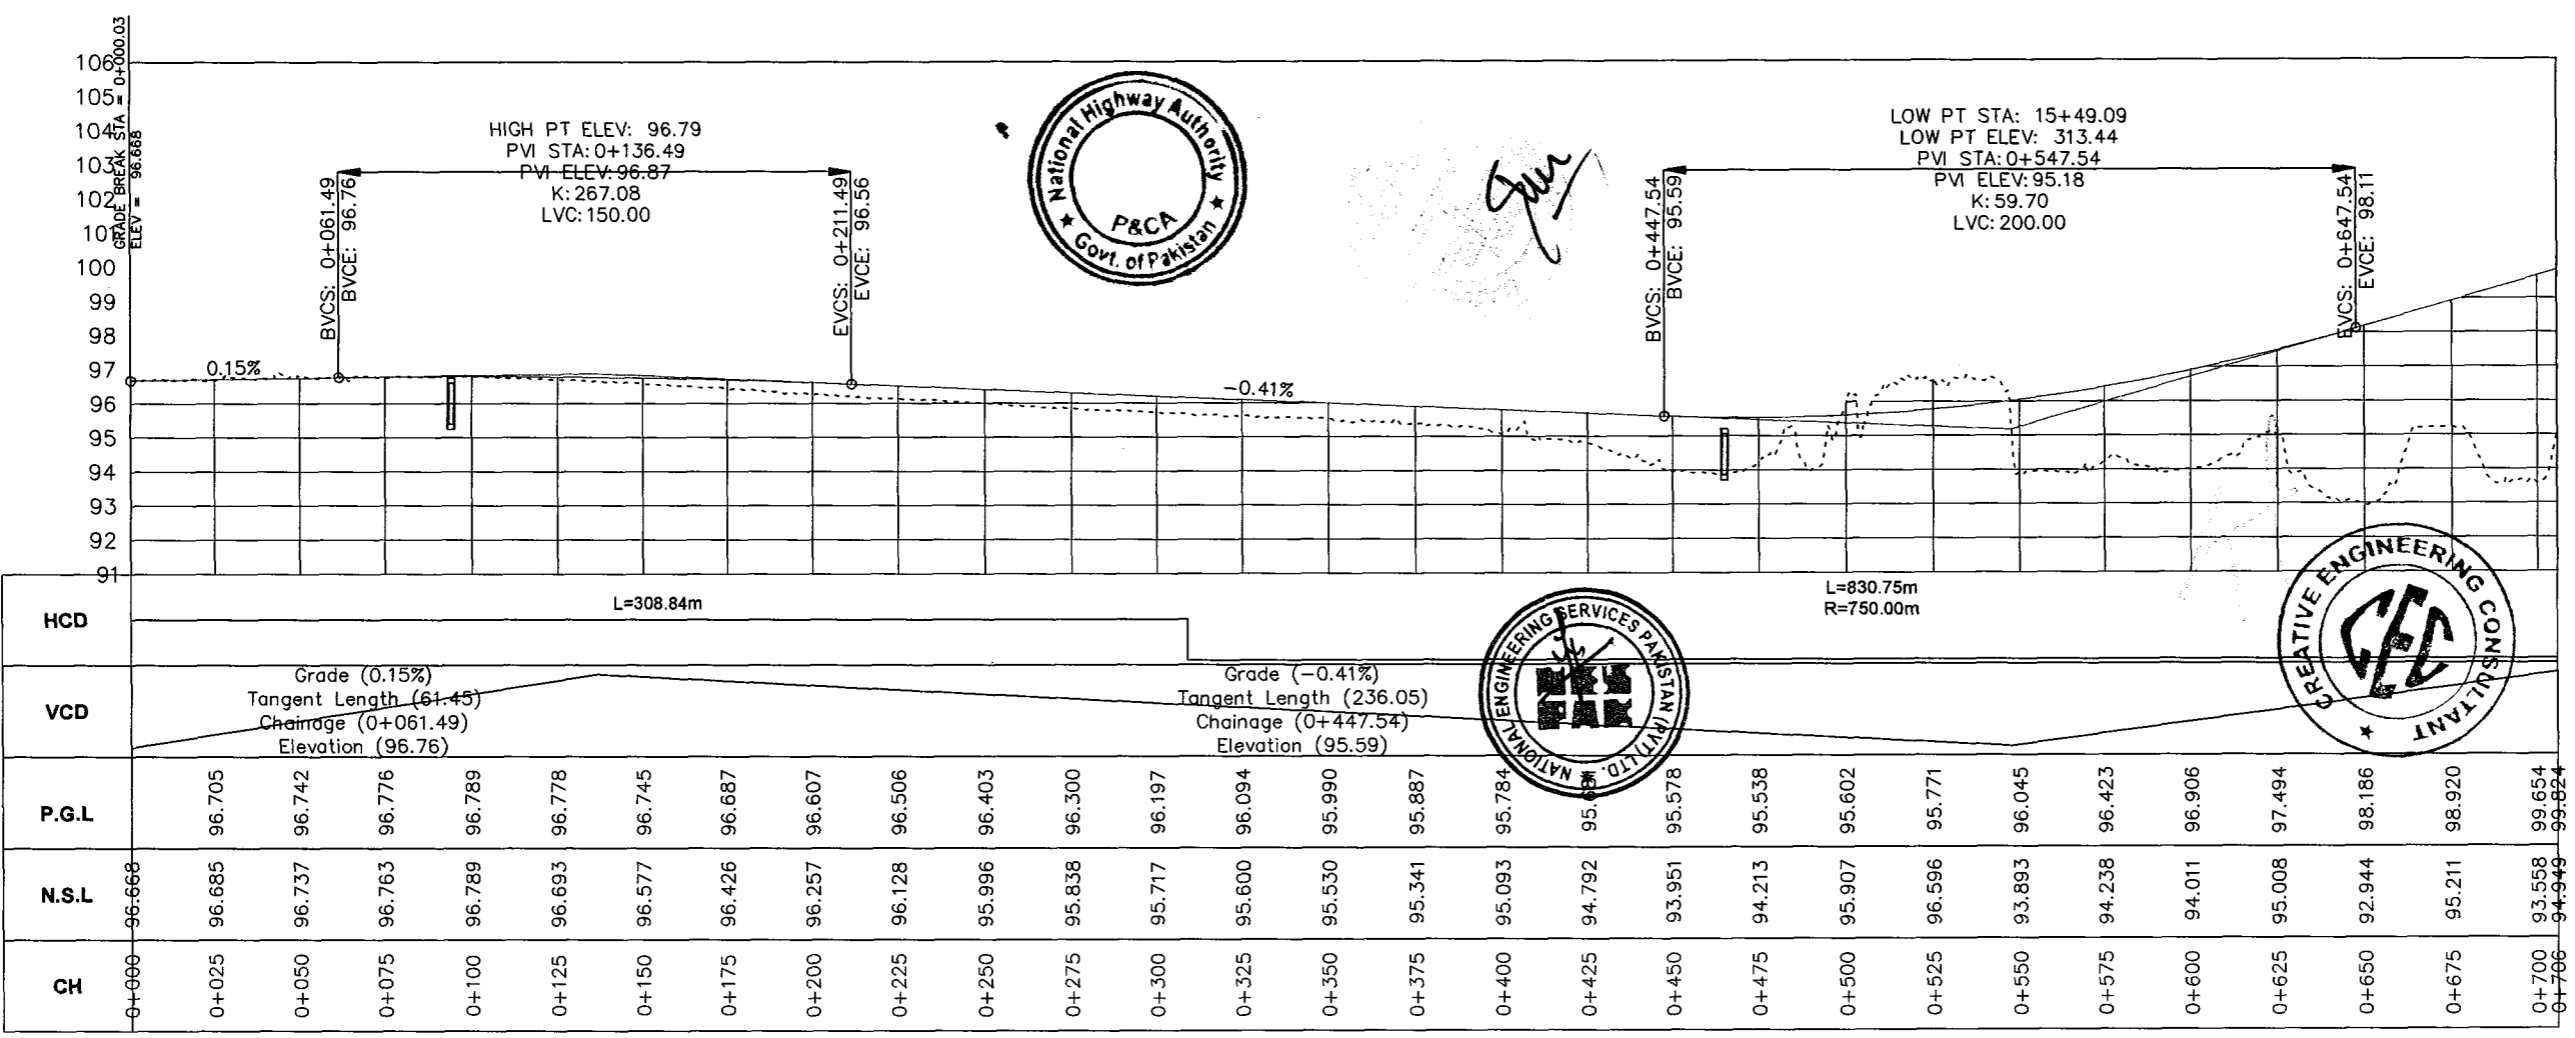 GRADE BREAK STA = 0+000.03
ELEV = 96.668
106
105
104
103
102
101
100
99
98
97
96
95
94
93
92
91
HIGH PT ELEV: 96.79
PVI STA: 0+136.49
PVI ELEV: 96.87
K: 267.08
LVC: 150.00
BVCS: 0+061.49
BVCE: 96.76
EVCS: 0+211.49
EVCE: 96.56
National Highway Authority
P&CA
Govt. of Pakistan
LOW PT STA: 15+49.09
LOW PT ELEV: 313.44
PVI STA: 0+547.54
PVI ELEV: 95.18
K: 59.70
LVC: 200.00
BVCS: 0+447.54
BVCE: 95.59
EVCS: 0+647.54
EVCE: 98.11
0.15%
-0.41%
HCD
L=308.84m
L=830.75m
R=750.00m
VCD
Grade (0.15%)
Tangent Length (61.45)
Chainage (0+061.49)
Elevation (96.76)
Grade (-0.41%)
Tangent Length (236.05)
Chainage (0+447.54)
Elevation (95.59)
NATIONAL ENGINEERING SERVICES PAKISTAN (PVT) LTD.
CREATIVE ENGINEERING CONSULTANT
CEC
P.G.L 96.705 96.742 96.776 96.789 96.778 96.745 96.687 96.607 96.506 96.403 96.300 96.197 96.094 95.990 95.887 95.784 95.578 95.538 95.602 95.771 96.045 96.423 96.906 97.494 98.186 98.920 99.654 99.824
N.S.L 96.668 96.685 96.737 96.763 96.789 96.693 96.577 96.426 96.257 96.128 95.996 95.838 95.717 95.600 95.530 95.341 95.093 94.792 93.951 94.213 95.907 96.596 93.893 94.238 94.011 95.008 92.944 95.211 93.558 94.949
CH 0+000 0+025 0+050 0+075 0+100 0+125 0+150 0+175 0+200 0+225 0+250 0+275 0+300 0+325 0+350 0+375 0+400 0+425 0+450 0+475 0+500 0+525 0+550 0+575 0+600 0+625 0+650 0+675 0+700 0+706